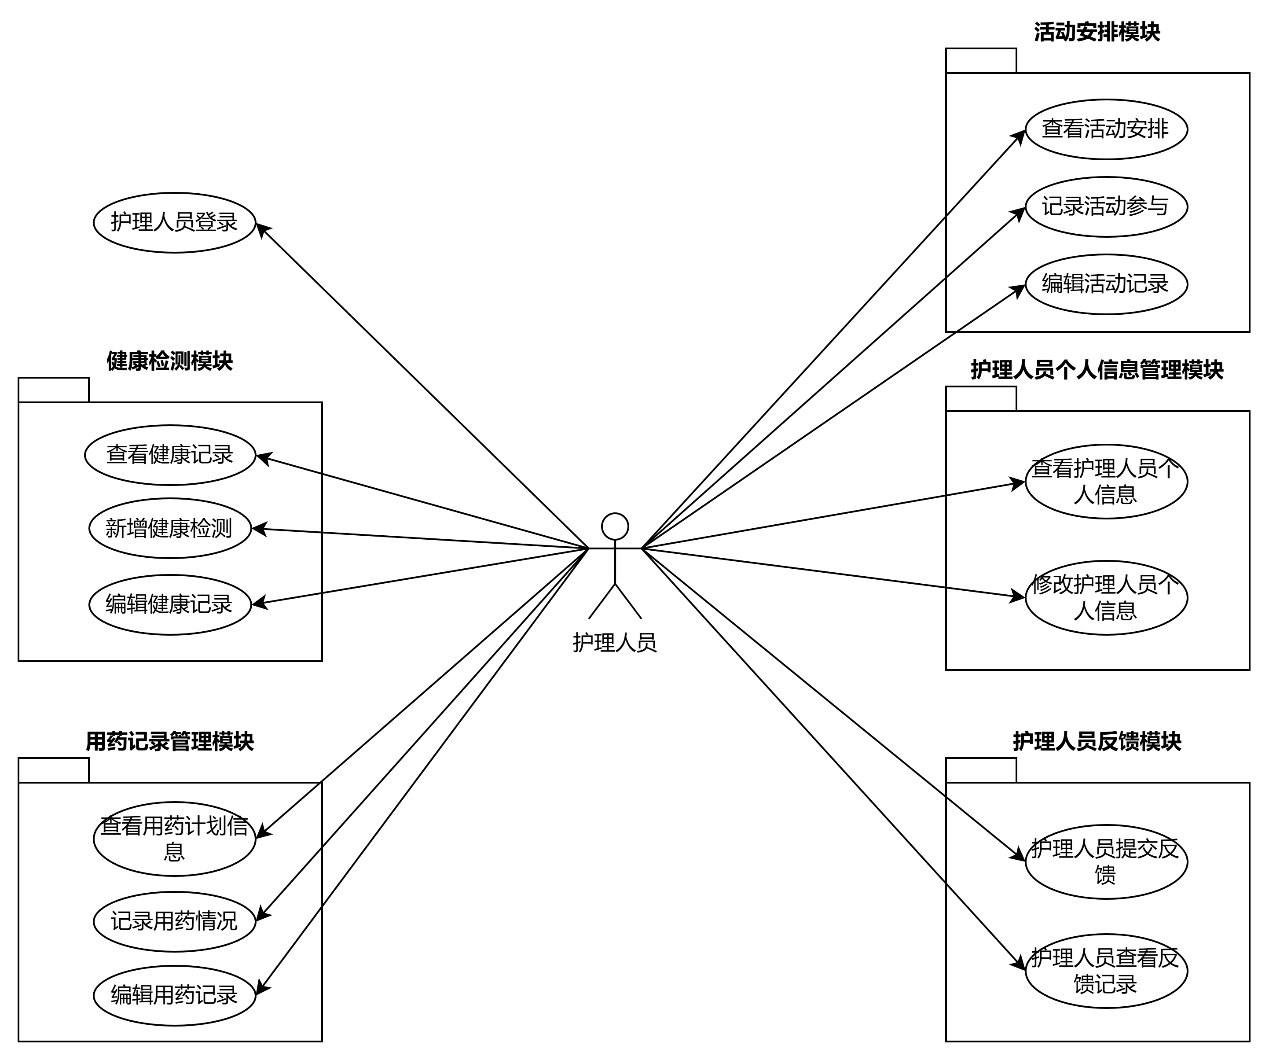 活动安排模块
查看活动安排
记录活动参与
编辑活动记录
护理人员登录
健康检测模块
查看健康记录
新增健康检测
编辑健康记录
护理人员个人信息管理模块
查看护理人员个
人信息
修改护理人员个
人信息
护理人员
用药记录管理模块
查看用药计划信
息
记录用药情况
编辑用药记录
护理人员反馈模块
护理人员提交反
馈
护理人员查看反
馈记录